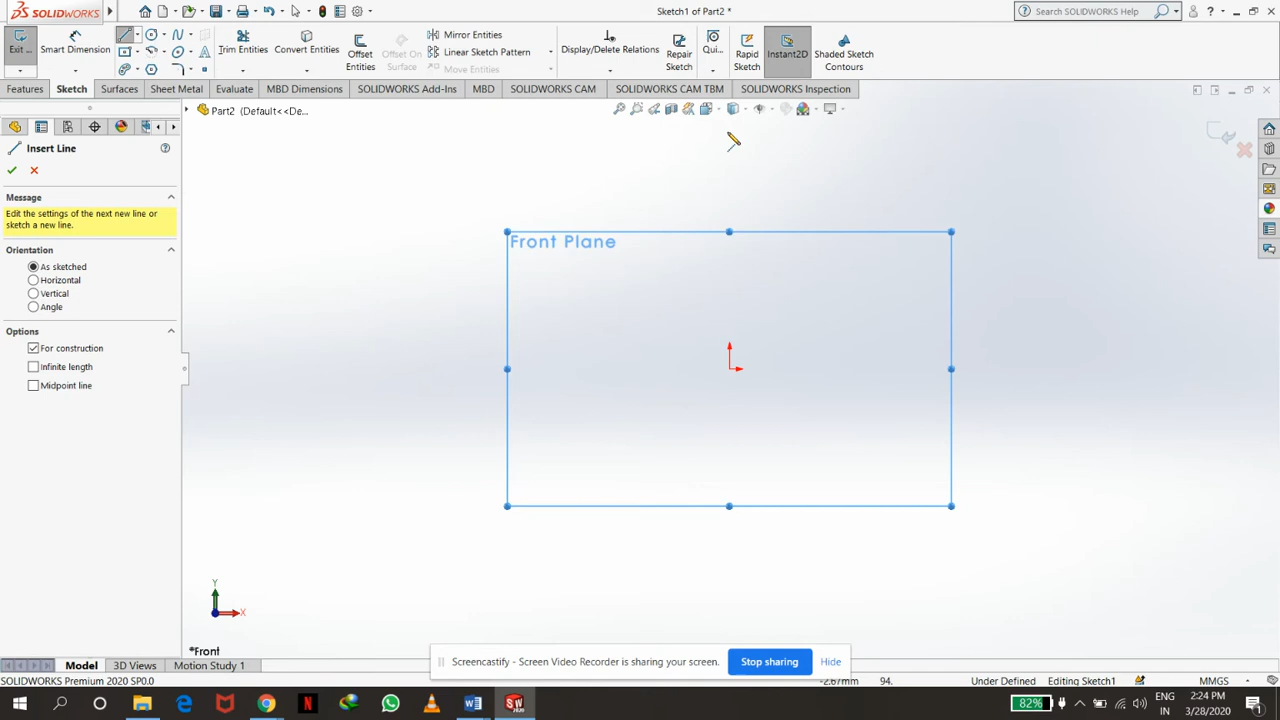 SOLIDWORKS
Sketch1 of Part2 *
Search SOLIDWORKS Help
Exit ...
Smart Dimension
Trim Entities
Convert Entities
Offset Entities
Offset On Surface
Mirror Entities
Linear Sketch Pattern
Move Entities
Display/Delete Relations
Repair Sketch
Qui...
Rapid Sketch
Instant2D
Shaded Sketch Contours
Features
Sketch
Surfaces
Sheet Metal
Evaluate
MBD Dimensions
SOLIDWORKS Add-Ins
MBD
SOLIDWORKS CAM
SOLIDWORKS CAM TBM
SOLIDWORKS Inspection
Part2 (Default<<De...
Insert Line
Message
Edit the settings of the next new line or
sketch a new line.
Orientation
As sketched
Horizontal
Vertical
Angle
Options
For construction
Infinite length
Midpoint line
Front Plane
Y
X
*Front
Screencastify - Screen Video Recorder is sharing your screen.
Stop sharing
Hide
Model
3D Views
Motion Study 1
SOLIDWORKS Premium 2020 SP0.0
-2.67mm
94.
Under Defined
Editing Sketch1
MMGS
82%
ENG
IN
2:24 PM
3/28/2020